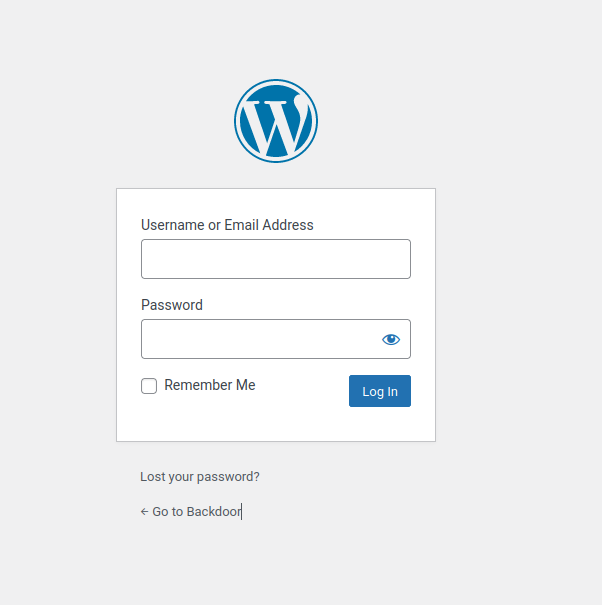 Username or Email Address
Password
Remember Me
Log In
Lost your password?
← Go to Backdoor